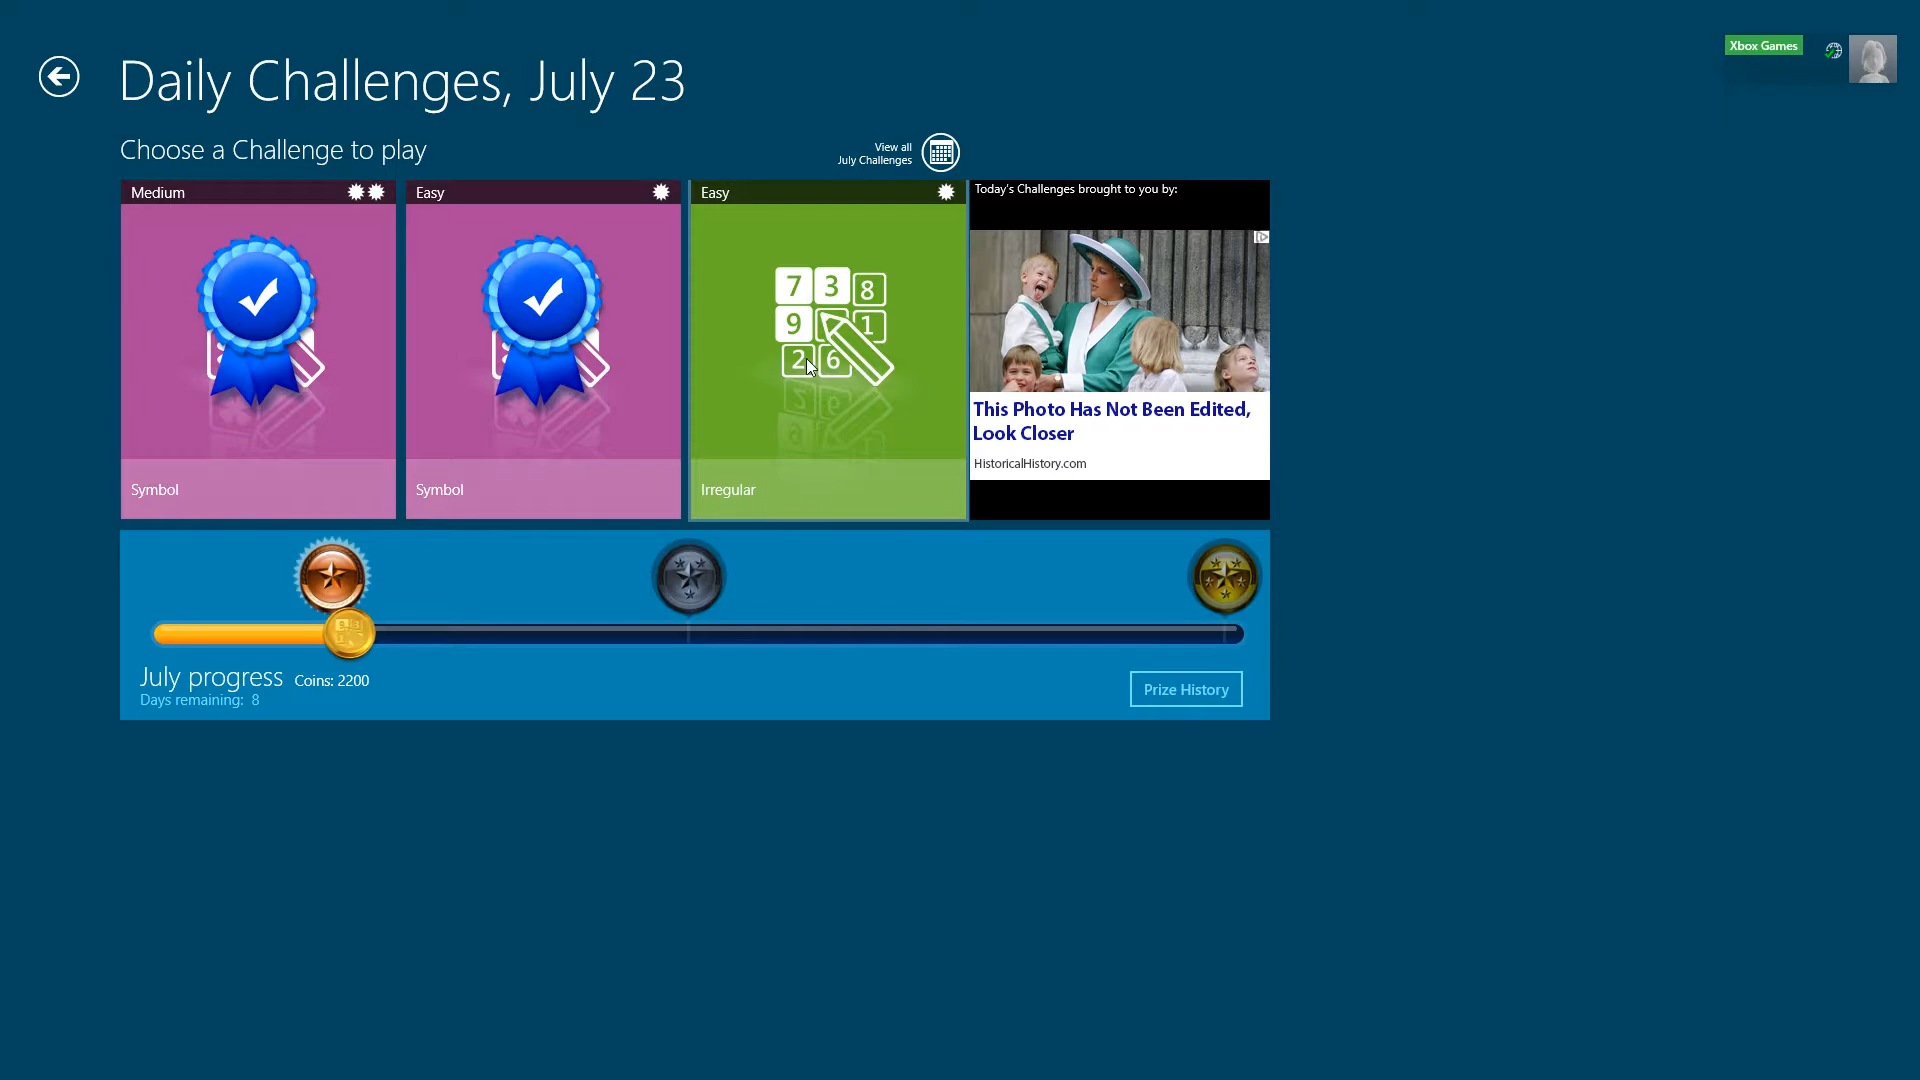 Daily Challenges, July 23
Xbox Games
Choose a Challenge to play
View all
July Challenges
Medium
Easy
Easy
Today's Challenges brought to you by:
7 3 8
9 1
2 6
This Photo Has Not Been Edited,
Look Closer
HistoricalHistory.com
Symbol
Symbol
Irregular
July progress Coins: 2200
Days remaining: 8
Prize History